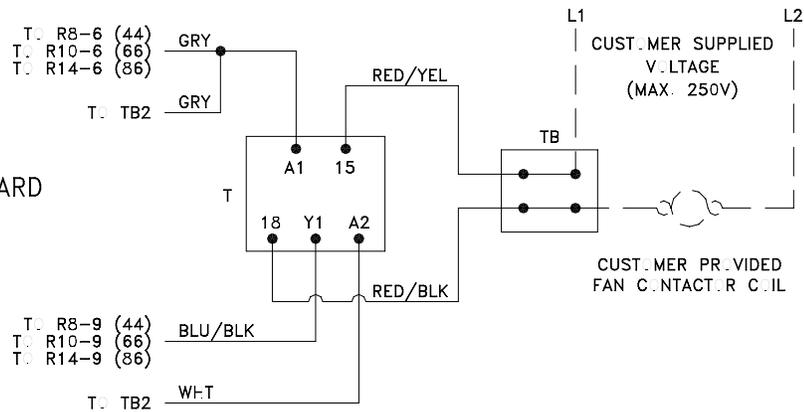 L1
L2
TO R8-6 (44)
TO R10-6 (66)
TO R14-6 (86)
GRY
CUSTOMER SUPPLIED
VOLTAGE
(MAX. 250V)
RED/YEL
GRY
TO TB2
TB
A1
15
ARD
T
18
Y1
A2
CUSTOMER PROVIDED
FAN CONTACTOR COIL
RED/BLK
TO R8-9 (44)
TO R10-9 (66)
TO R14-9 (86)
BLU/BLK
WHT
TO TB2